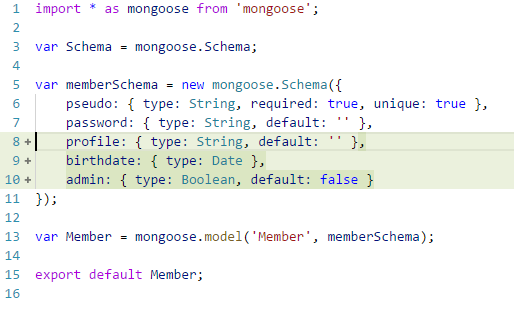 1 import * as mongoose from 'mongoose';
2
3 var Schema = mongoose.Schema;
4
5 var memberSchema = new mongoose.Schema({
6     pseudo: { type: String, required: true, unique: true },
7     password: { type: String, default: '' },
8 +     profile: { type: String, default: '' },
9 +     birthdate: { type: Date },
10 +     admin: { type: Boolean, default: false }
11 });
12
13 var Member = mongoose.model('Member', memberSchema);
14
15 export default Member;
16